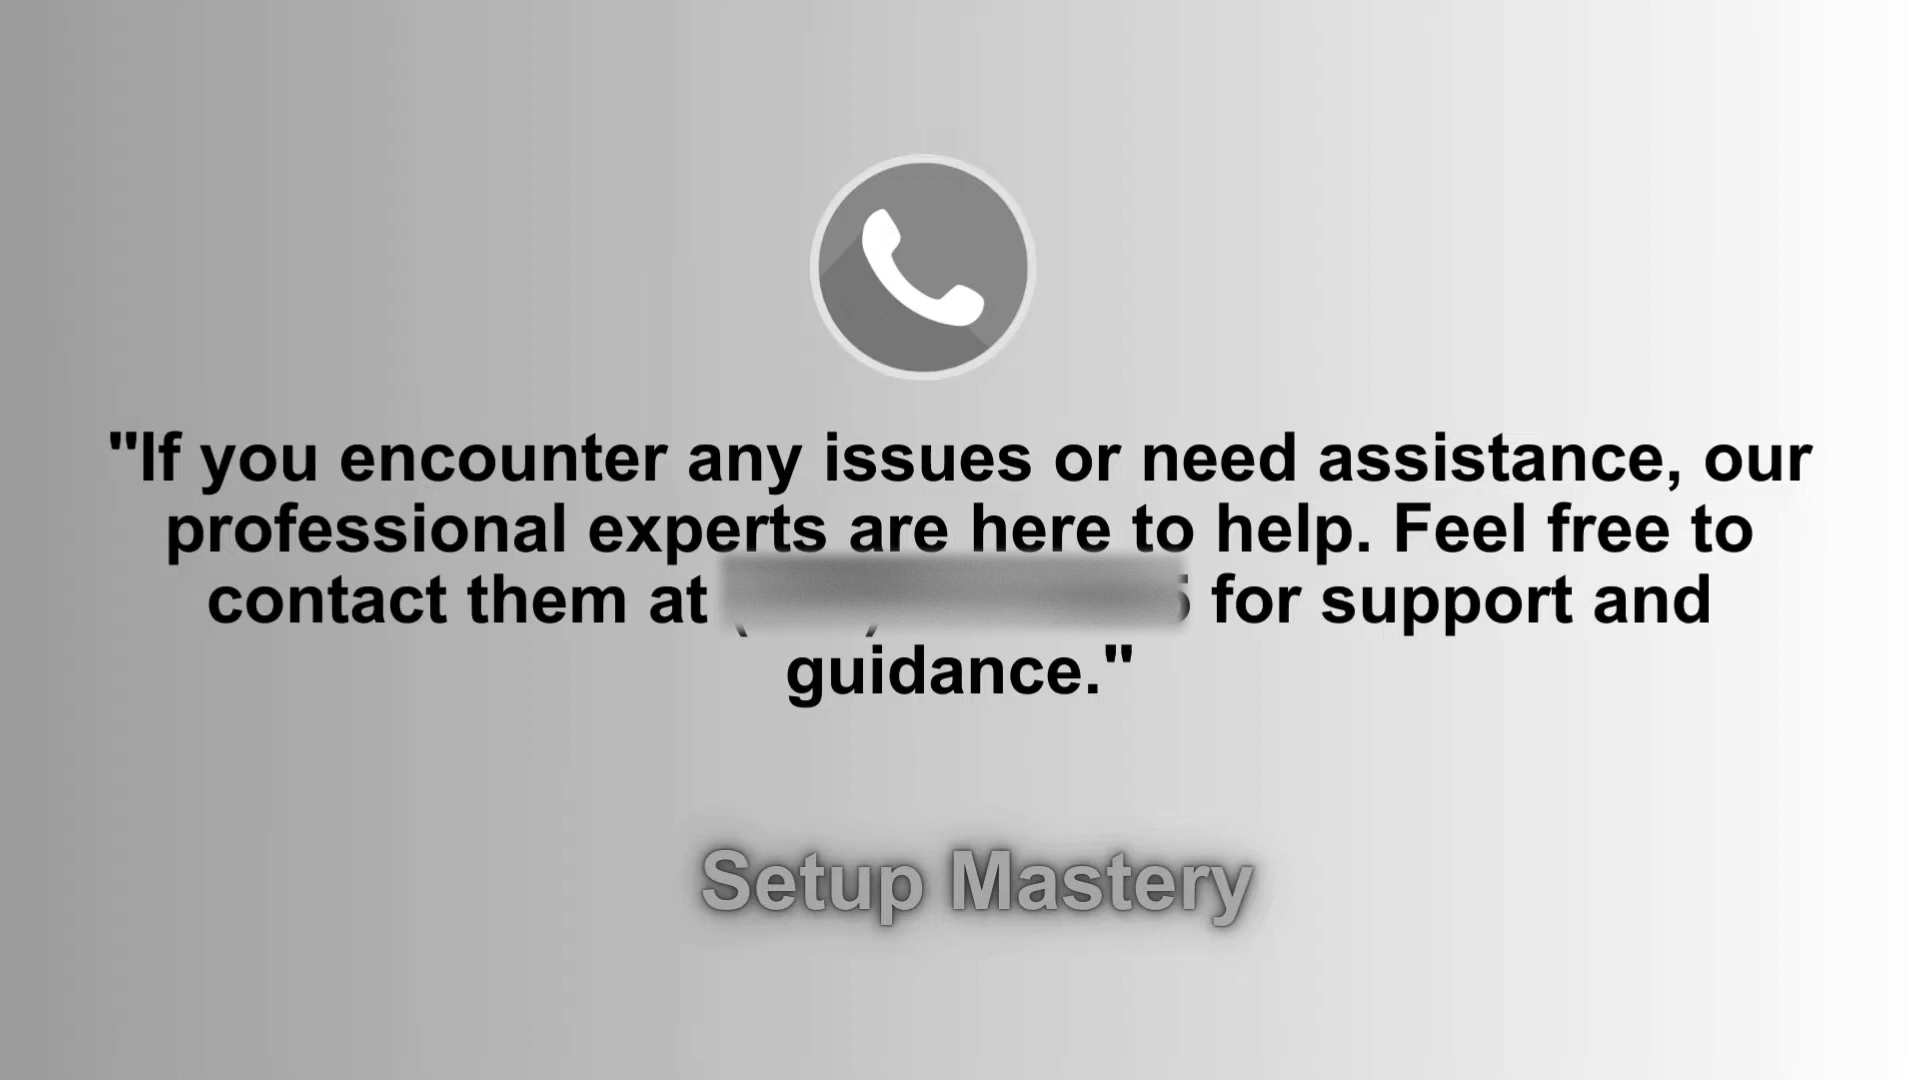 "If you encounter any issues or need assistance, our
professional experts are here to help. Feel free to
contact them at for support and
guidance."
Setup Mastery